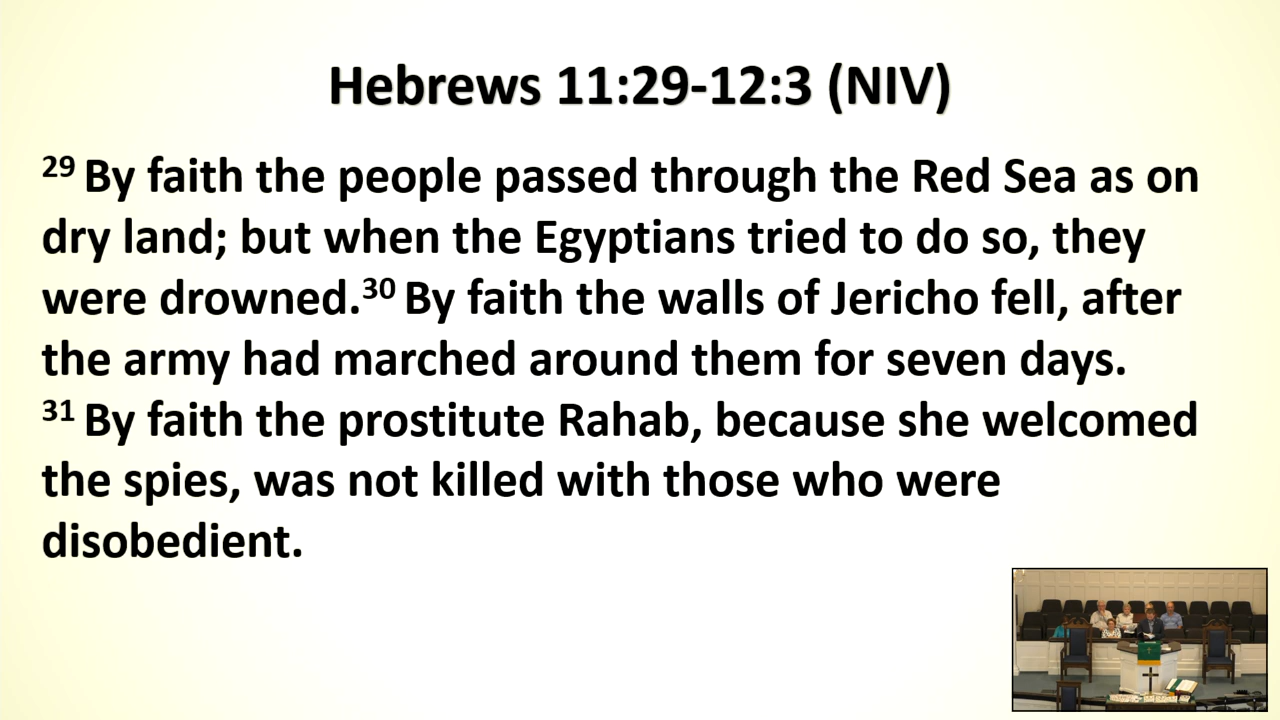 Hebrews 11:29-12:3 (NIV)
29 By faith the people passed through the Red Sea as on
dry land; but when the Egyptians tried to do so, they
were drowned.30 By faith the walls of Jericho fell, after
the army had marched around them for seven days.
31 By faith the prostitute Rahab, because she welcomed
the spies, was not killed with those who were
disobedient.